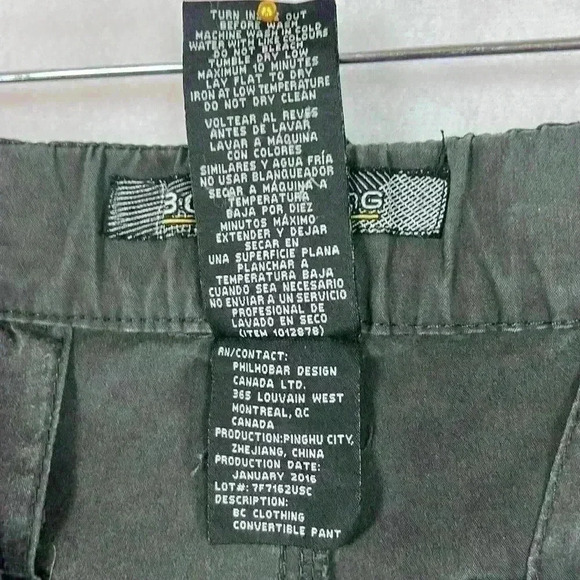 TURN INSIDE OUT
BEFORE WASH
MACHINE WASH IN COLD
WATER WITH LIKE COLOURS
DO NOT BLEACH
TUMBLE DRY LOW
MAXIMUM 10 MINUTES
LAY FLAT TO DRY
IRON AT LOW TEMPERATURE
DO NOT DRY CLEAN
VOLTEAR AL REVÉS
ANTES DE LAVAR
LAVAR A MÁQUINA
CON COLORES
SIMILARES Y AGUA FRÍA
NO USAR BLANQUEADOR
SECAR A MÁQUINA A
TEMPERATURA
BAJA POR DIEZ
MINUTOS MÁXIMO
EXTENDER Y DEJAR
SECAR EN
UNA SUPERFICIE PLANA
PLANCHAR A
TEMPERATURA BAJA
CUANDO SEA NECESARIO
NO ENVIAR A UN SERVICIO
PROFESIONAL DE
LAVADO EN SECO
(ITEM 1012878)
RN/CONTACT:
PHILHOBAR DESIGN
CANADA LTD.
365 LOUVAIN WEST
MONTREAL, QC
CANADA
PRODUCTION:PINGHU CITY,
ZHEJIANG, CHINA
PRODUCTION DATE:
JANUARY 2016
LOT#: 7F7162USC
DESCRIPTION:
BC CLOTHING
CONVERTIBLE PANT